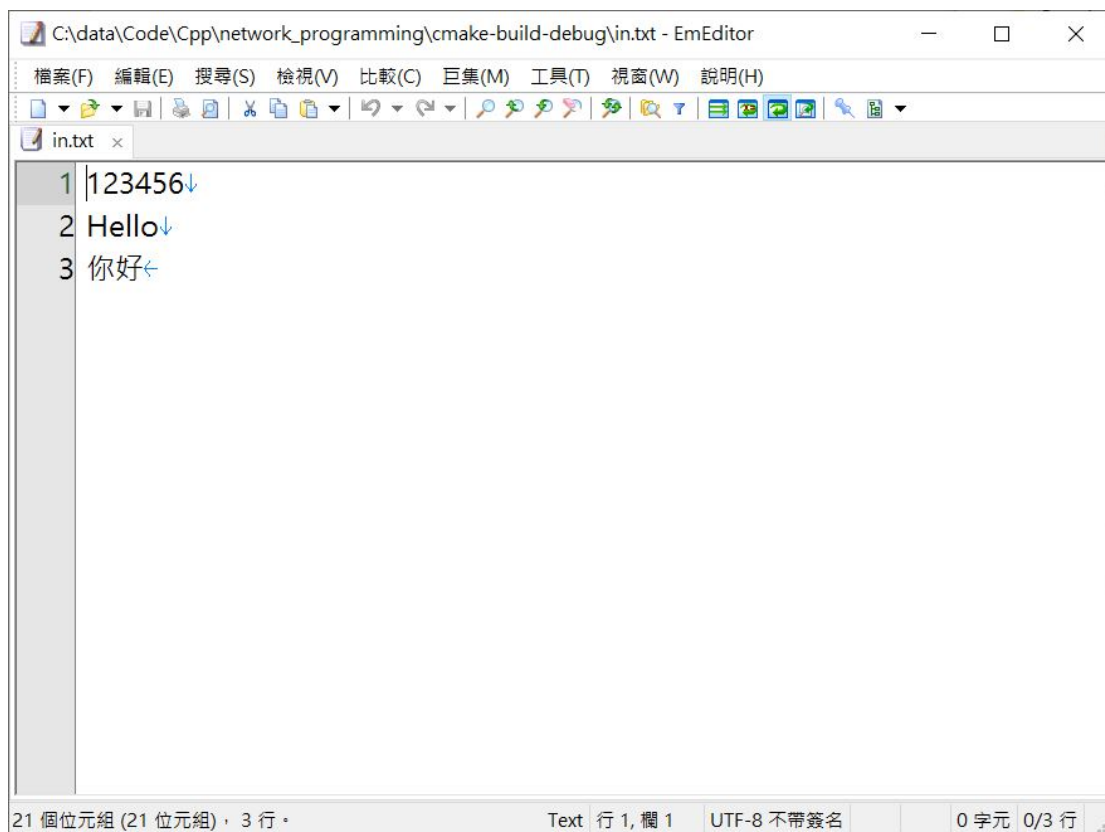 C:\data\Code\Cpp\network_programming\cmake-build-debug\in.txt - EmEditor
檔案(F) 編輯(E) 搜尋(S) 檢視(V) 比較(C) 巨集(M) 工具(T) 視窗(W) 說明(H)
in.txt ×
1 123456↓
2 Hello↓
3 你好←
21 個位元組 (21 位元組)，3 行。 Text 行 1, 欄 1 UTF-8 不帶簽名 0 字元 0/3 行